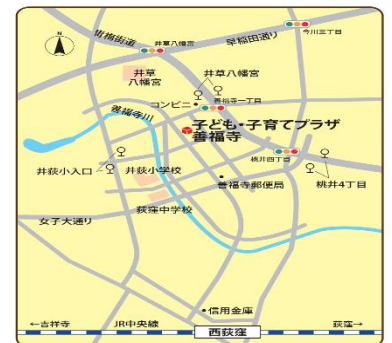 N
青梅街道
井草八幡宮
早稲田通り
今川三丁目
井草
八幡宮
井草八幡宮
コンビニ
善福寺一丁目
善福寺川
子ども・子育てプラザ
善福寺
桃井四丁目
井荻小入口
井荻小学校
善福寺郵便局
桃井4丁目
荻窪中学校
女子大通り
信用金庫
←吉祥寺
JR中央線
西荻窪
荻窪→